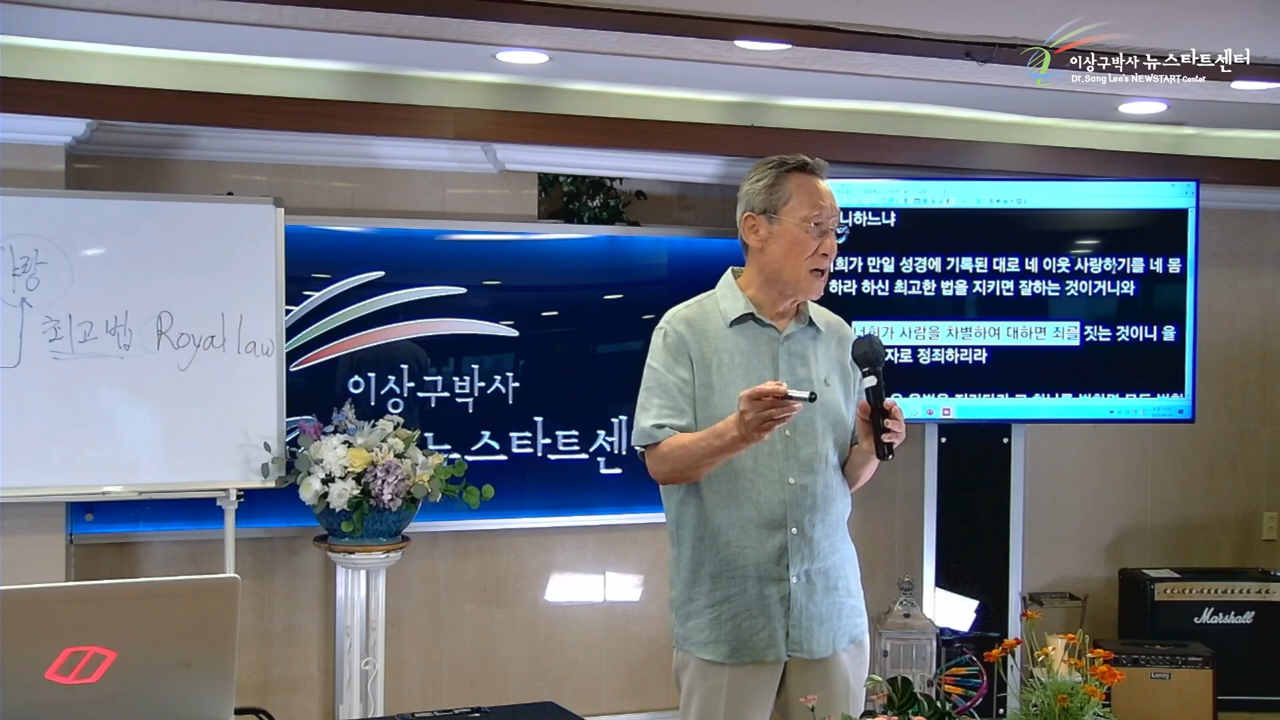 이상구박사 뉴스타트센터
Dr. Sang Lee's NEWSTART Center
최고법 Royal law
이상구박사
뉴스타트센
니하느냐
희가 만일 성경에 기록된 대로 네 이웃 사랑하기를 네 몸
하라 하신 최고한 법을 지키면 잘하는 것이거니와
너희가 사람을 차별하여 대하면 죄를 짓는 것이니 율
자로 정죄하리라
Marshall
Laney